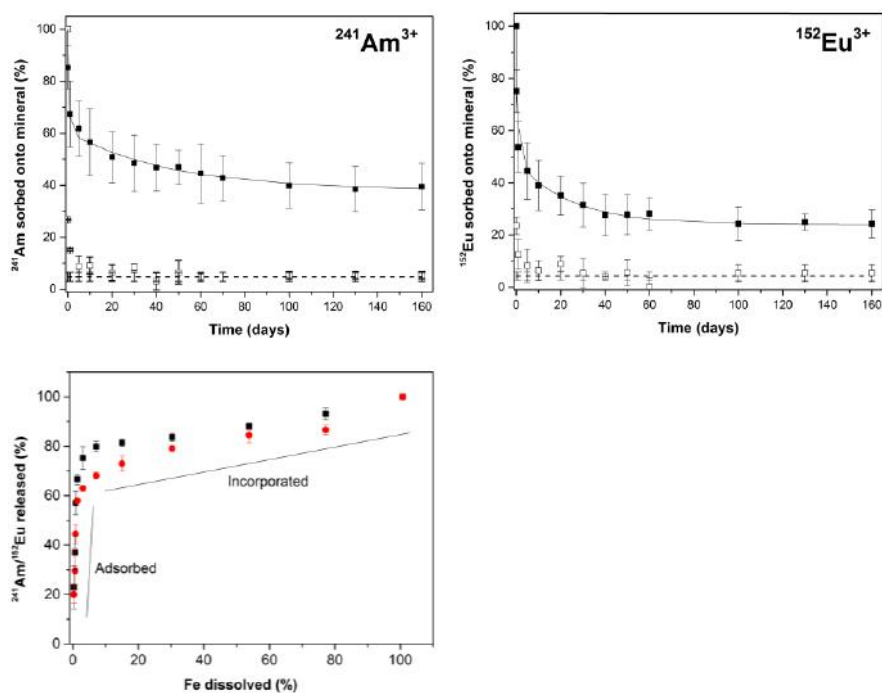 ²⁴¹Am³⁺
²⁴¹Am sorbed onto mineral (%)
100
80
60
40
20
0
0 20 40 60 80 100 120 140 160
Time (days)
¹⁵²Eu³⁺
¹⁵²Eu sorbed onto mineral (%)
100
80
60
40
20
0
0 20 40 60 80 100 120 140 160
Time (days)
²⁴¹Am/¹⁵²Eu released (%)
100
80
60
40
20
0
Incorporated
Adsorbed
0 20 40 60 80 100
Fe dissolved (%)